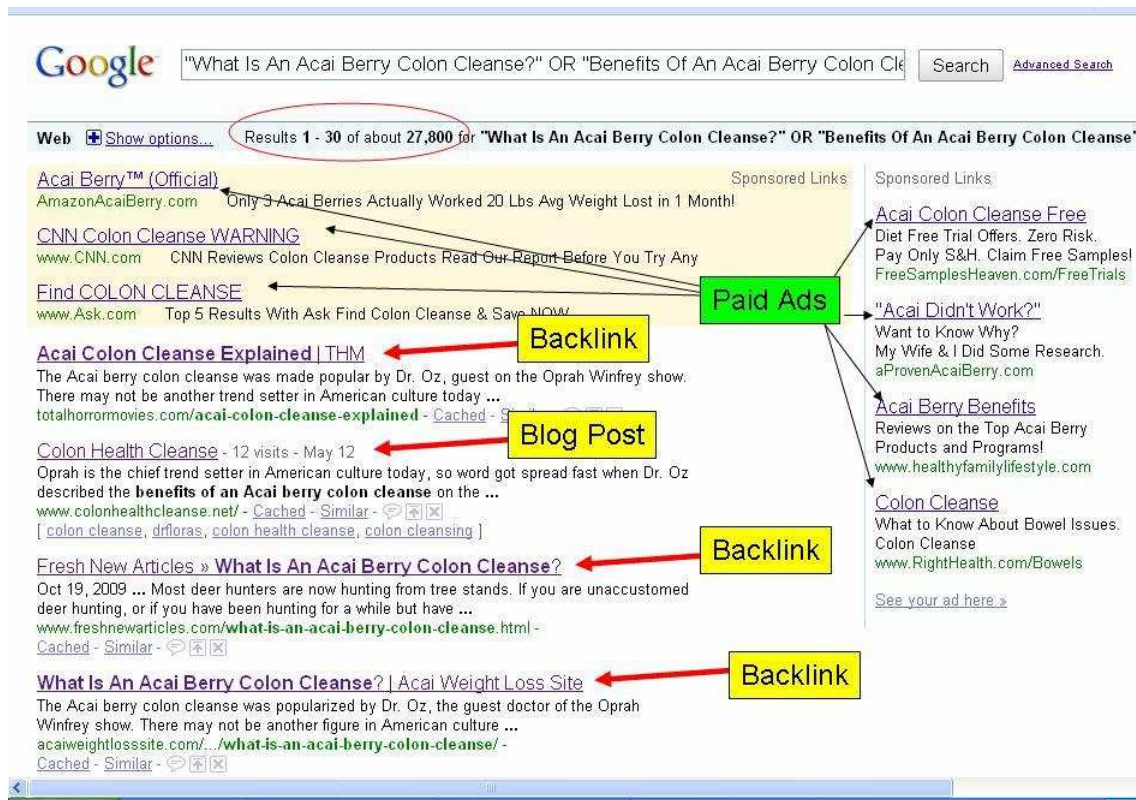 Google
"What Is An Acai Berry Colon Cleanse?" OR "Benefits Of An Acai Berry Colon Cle
Search
Advanced Search
Web Show options... Results 1 - 30 of about 27,800 for "What Is An Acai Berry Colon Cleanse?" OR "Benefits Of An Acai Berry Colon Cleanse"
Sponsored Links
Acai Berry™ (Official)
AmazonAcaiBerry.com Only 3 Acai Berries Actually Worked 20 Lbs Avg Weight Lost in 1 Month!
CNN Colon Cleanse WARNING
www.CNN.com CNN Reviews Colon Cleanse Products Read Our Report Before You Try Any
Find COLON CLEANSE
www.Ask.com Top 5 Results With Ask Find Colon Cleanse & Save NOW
Paid Ads
Backlink
Acai Colon Cleanse Explained | THM
The Acai berry colon cleanse was made popular by Dr. Oz, guest on the Oprah Winfrey show.
There may not be another trend setter in American culture today ...
totalhorrormovies.com/acai-colon-cleanse-explained - Cached -
Blog Post
Colon Health Cleanse - 12 visits - May 12
Oprah is the chief trend setter in American culture today, so word got spread fast when Dr. Oz
described the benefits of an Acai berry colon cleanse on the ...
www.colonhealthcleanse.net/ - Cached - Similar -
[ colon cleanse, drfloras, colon health cleanse, colon cleansing ]
Backlink
Fresh New Articles » What Is An Acai Berry Colon Cleanse?
Oct 19, 2009 ... Most deer hunters are now hunting from tree stands. If you are unaccustomed
deer hunting, or if you have been hunting for a while but have ...
www.freshnewarticles.com/what-is-an-acai-berry-colon-cleanse.html -
Cached - Similar -
Backlink
What Is An Acai Berry Colon Cleanse? | Acai Weight Loss Site
The Acai berry colon cleanse was popularized by Dr. Oz, the guest doctor of the Oprah
Winfrey show. There may not be another figure in American culture ...
acaiweightlosssite.com/.../what-is-an-acai-berry-colon-cleanse/ -
Cached - Similar -
Sponsored Links
Acai Colon Cleanse Free
Diet Free Trial Offers. Zero Risk.
Pay Only S&H. Claim Free Samples!
FreeSamplesHeaven.com/FreeTrials
"Acai Didn't Work?"
Want to Know Why?
My Wife & I Did Some Research.
aProvenAcaiBerry.com
Acai Berry Benefits
Reviews on the Top Acai Berry
Products and Programs!
www.healthyfamilylifestyle.com
Colon Cleanse
What to Know About Bowel Issues.
Colon Cleanse
www.RightHealth.com/Bowels
See your ad here »